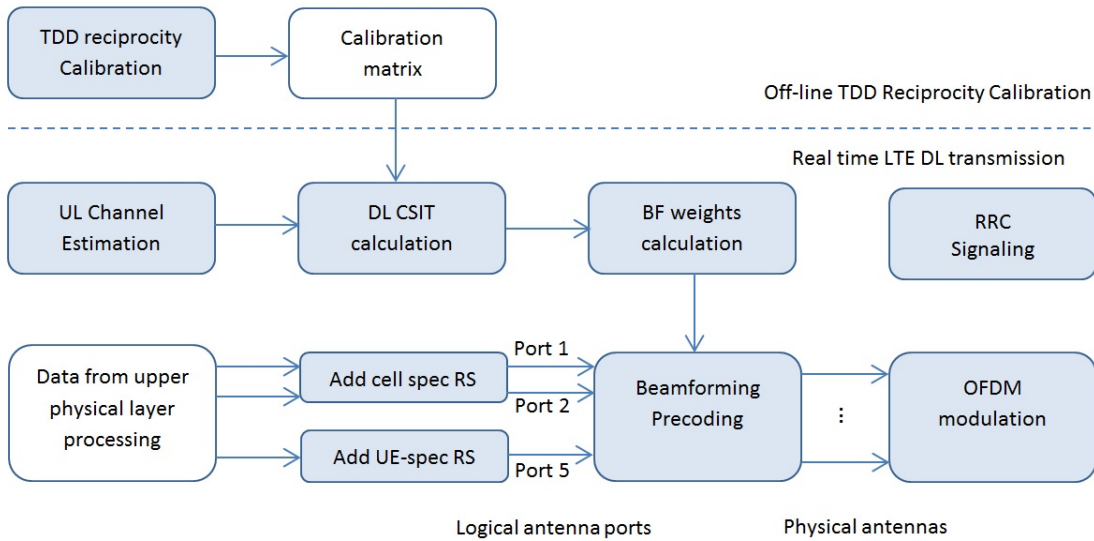 TDD reciprocity
Calibration
Calibration
matrix
Off-line TDD Reciprocity Calibration
Real time LTE DL transmission
UL Channel
Estimation
DL CSIT
calculation
BF weights
calculation
RRC
Signaling
Data from upper
physical layer
processing
Add cell spec RS
Port 1
Port 2
Add UE-spec RS
Port 5
Beamforming
Precoding
...
OFDM
modulation
Logical antenna ports
Physical antennas